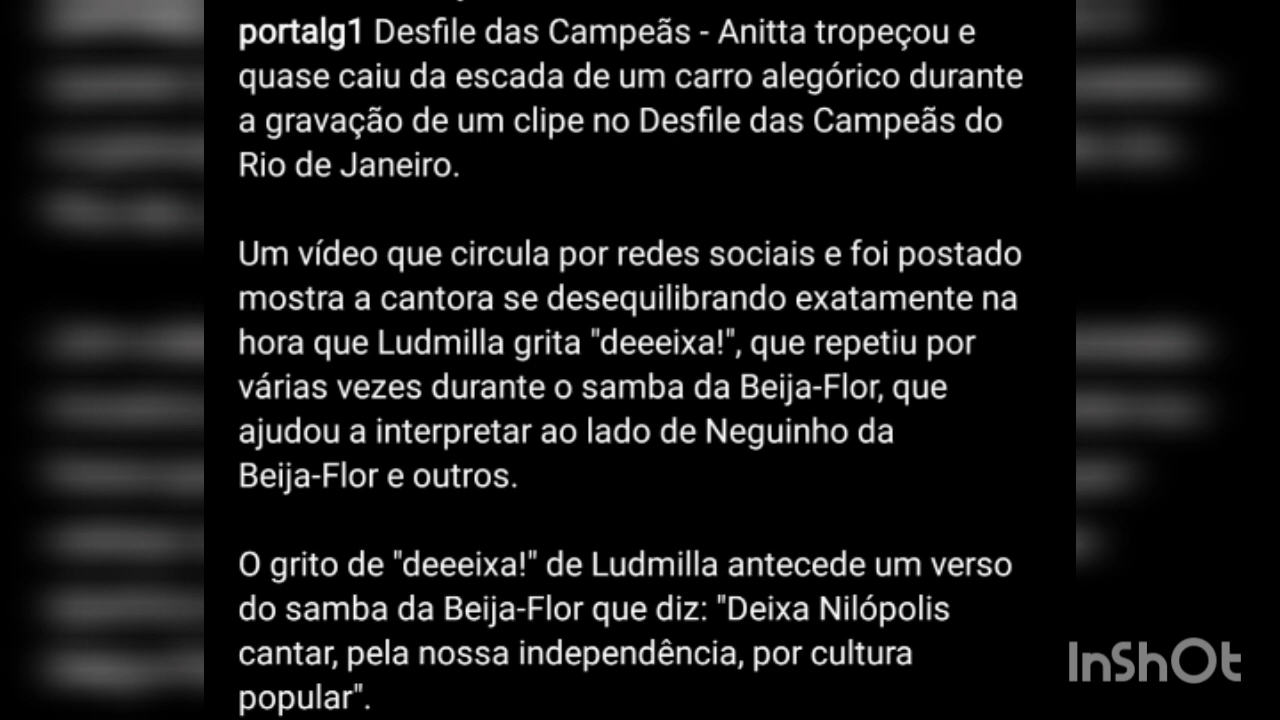 portalg1 Desfile das Campeãs - Anitta tropeçou e
quase caiu da escada de um carro alegórico durante
a gravação de um clipe no Desfile das Campeãs do
Rio de Janeiro.
Um vídeo que circula por redes sociais e foi postado
mostra a cantora se desequilibrando exatamente na
hora que Ludmilla grita "deeeixa!", que repetiu por
várias vezes durante o samba da Beija-Flor, que
ajudou a interpretar ao lado de Neguinho da
Beija-Flor e outros.
O grito de "deeeixa!" de Ludmilla antecede um verso
do samba da Beija-Flor que diz: "Deixa Nilópolis
cantar, pela nossa independência, por cultura
popular".
InShOt